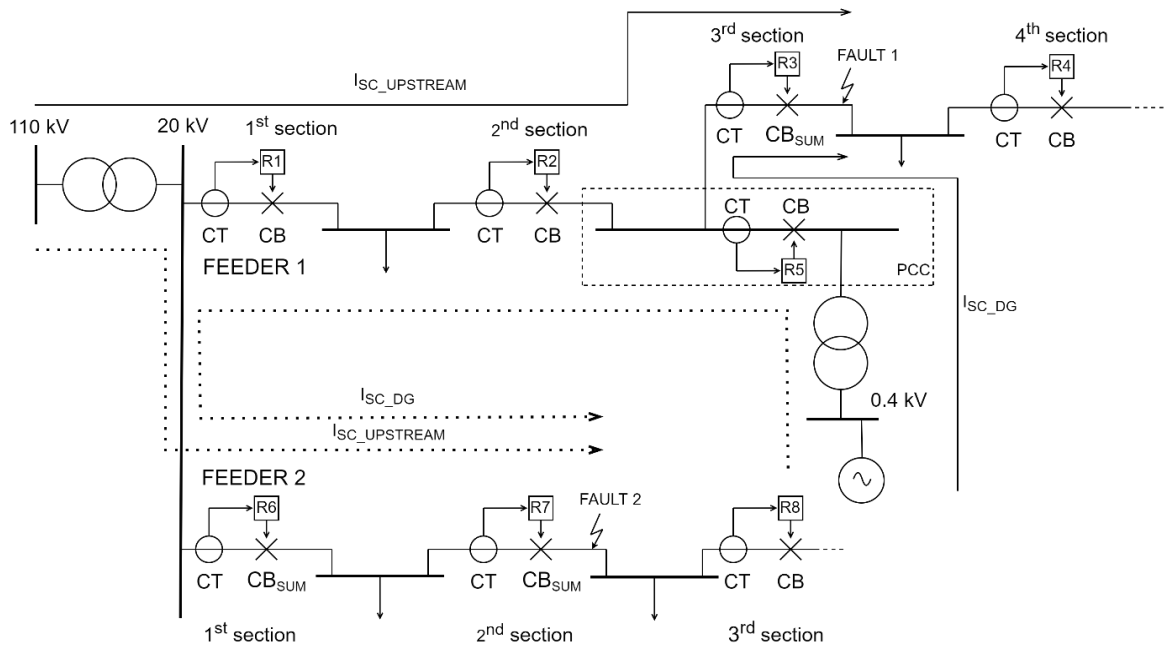 3rd section
4th section
R3
FAULT 1
R4
ISC_UPSTREAM
CT
CBSUM
CT
CB
110 kV
20 kV
1st section
2nd section
R1
R2
CT
CB
CT
CB
CT
CB
FEEDER 1
R5
PCC
ISC_DG
ISC_DG
0.4 kV
ISC_UPSTREAM
FEEDER 2
R6
R7
FAULT 2
R8
CT
CBSUM
CT
CBSUM
CT
CB
1st section
2nd section
3rd section